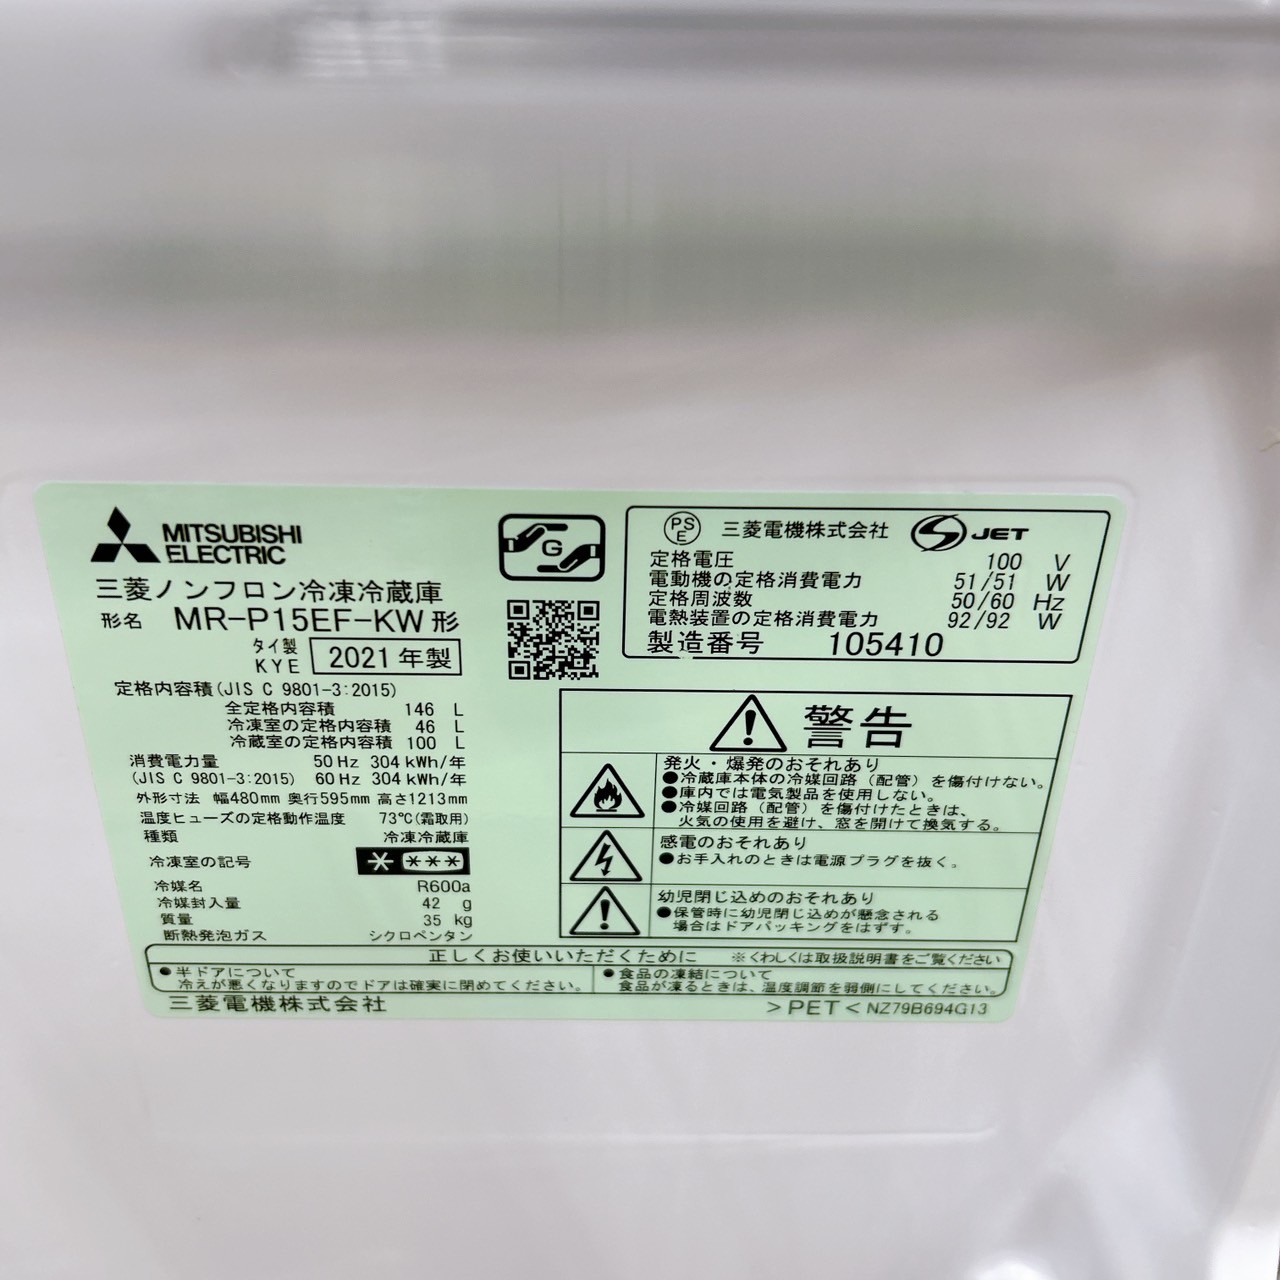 MITSUBISHI
ELECTRIC
三菱ノンフロン冷凍冷蔵庫
形名 MR-P15EF-KW形
タイ製
KYE 2021年製
定格内容積(JIS C 9801-3:2015)
全定格内容積 146 L
冷凍室の定格内容積 46 L
冷蔵室の定格内容積 100 L
消費電力量 50Hz 304kWh/年
(JIS C 9801-3:2015) 60Hz 304kWh/年
外形寸法 幅480mm 奥行595mm 高さ1213mm
温度ヒューズの定格動作温度 73℃(霜取用)
種類 冷凍冷蔵庫
冷凍室の記号 * ***
冷媒名 R600a
冷媒封入量 42 g
質量 35 kg
断熱発泡ガス シクロペンタン
G
PS
E
三菱電機株式会社 S JET
定格電圧 100 V
電動機の定格消費電力 51/51 W
定格周波数 50/60 Hz
電熱装置の定格消費電力 92/92 W
製造番号 105410
警告
発火・爆発のおそれあり
●冷蔵庫本体の冷媒回路(配管)を傷付けない。
●庫内では電気製品を使用しない。
●冷媒回路(配管)を傷付けたときは、
火気の使用を避け、窓を開けて換気する。
感電のおそれあり
●お手入れのときは電源プラグを抜く。
幼児閉じ込めのおそれあり
●保管時に幼児閉じ込めが懸念される
場合はドアパッキングをはずす。
正しくお使いいただくために ※くわしくは取扱説明書をご覧ください
●半ドアについて
冷えが悪くなりますのでドアは確実に閉めてください。
●食品の凍結について
食品が凍るときは、温度調節を弱側にしてください。
三菱電機株式会社
>PET< NZ79B694G13